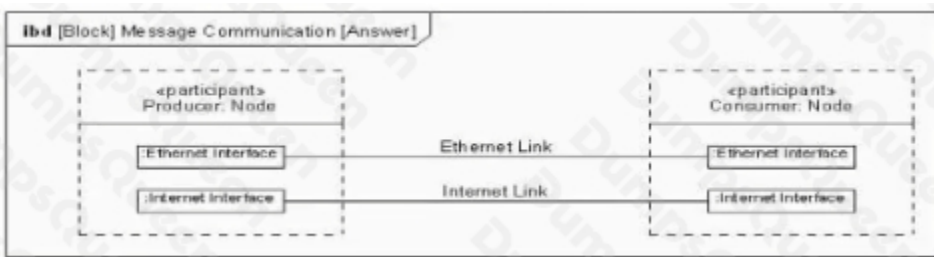 ibd [Block] Message Communication [Answer]
«participant»
Producer: Node
«participant»
Consumer: Node
:Ethernet Interface
Ethernet Link
:Ethernet Interface
:Internet Interface
Internet Link
:Internet Interface
DumpsQueen